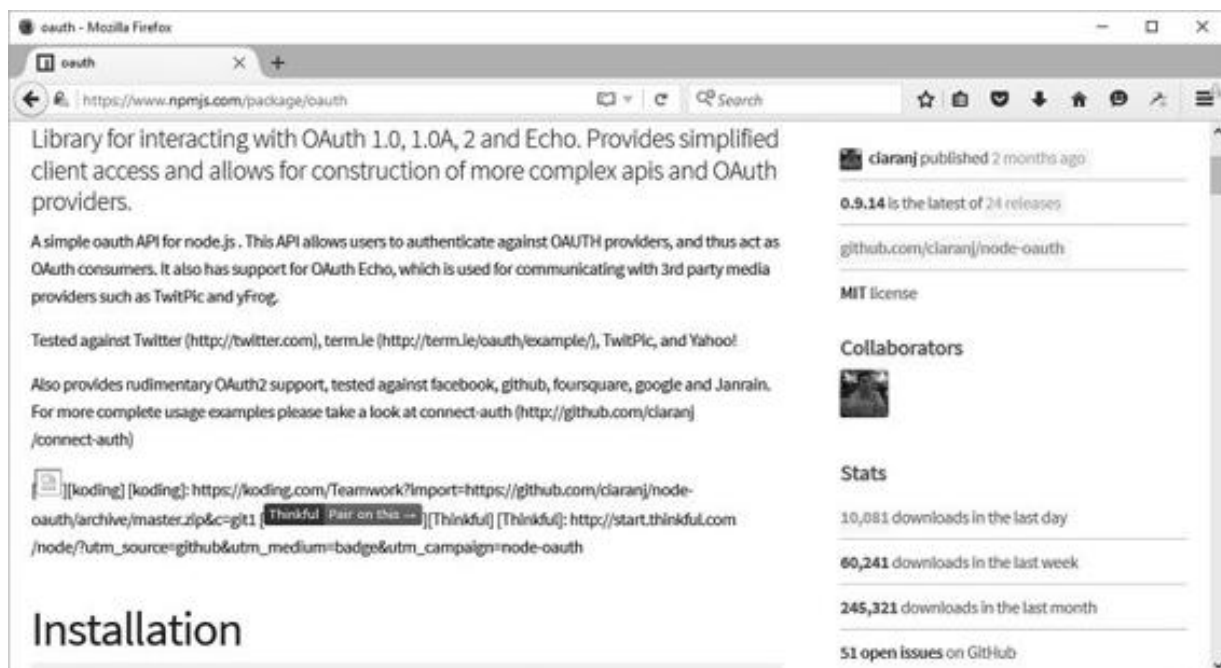 oauth - Mozilla Firefox
oauth
https://www.npmjs.com/package/oauth
Search
Library for interacting with OAuth 1.0, 1.0A, 2 and Echo. Provides simplified
client access and allows for construction of more complex apis and OAuth
providers.
A simple oauth API for node.js . This API allows users to authenticate against OAUTH providers, and thus act as
OAuth consumers. It also has support for OAuth Echo, which is used for communicating with 3rd party media
providers such as TwitPic and yFrog.
Tested against Twitter (http://twitter.com), term.ie (http://term.ie/oauth/example/), TwitPic, and Yahoo!
Also provides rudimentary OAuth2 support, tested against facebook, github, foursquare, google and Janrain.
For more complete usage examples please take a look at connect-auth (http://github.com/ciaranj
/connect-auth)
[][koding] [koding]: https://koding.com/Teamwork?import=https://github.com/ciaranj/node-
oauth/archive/master.zip&c=git1 [Thinkful Pair on this →][Thinkful] [Thinkful]: http://start.thinkful.com
/node/?utm_source=github&utm_medium=badge&utm_campaign=node-oauth
Installation
ciaranj published 2 months ago
0.9.14 is the latest of 24 releases
github.com/ciaranj/node-oauth
MIT license
Collaborators
Stats
10,081 downloads in the last day
60,241 downloads in the last week
245,321 downloads in the last month
51 open issues on GitHub